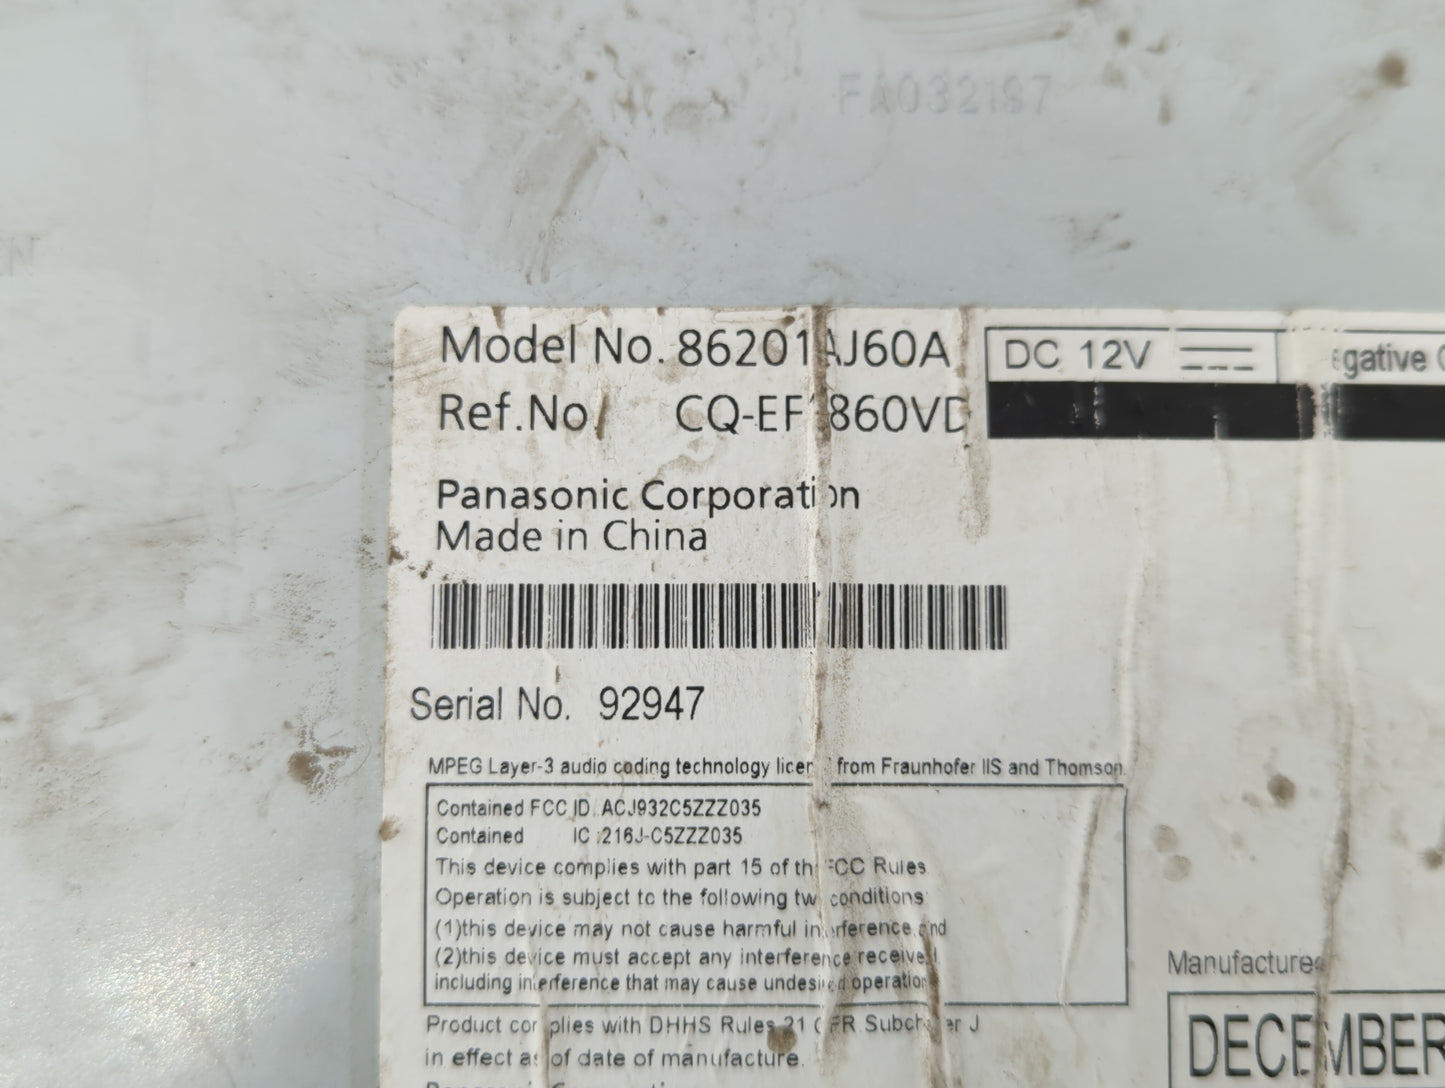 FA032197
Model No. 86201AJ60A
DC 12V
Ref.No. CQ-EF1860VD
Panasonic Corporation
Made in China
Serial No. 92947
MPEG Layer-3 audio coding technology from Fraunhofer IIS and Thomson.
Contained FCC ID: ACJ932C5ZZZ035
Contained IC :216J-C5ZZZ035
This device complies with part 15 of the FCC Rules
Operation is subject to the following two conditions
(1)this device may not cause harmful interference,and
(2)this device must accept any interference received,
including interference that may cause undesired operation
Manufactured
Product complies with DHHS Rules 21 CFR Subchapter J
DECEMBER
in effect as of date of manufacture.